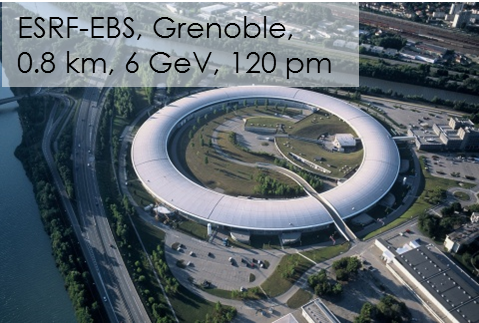 ESRF-EBS, Grenoble,
0.8 km, 6 GeV, 120 pm